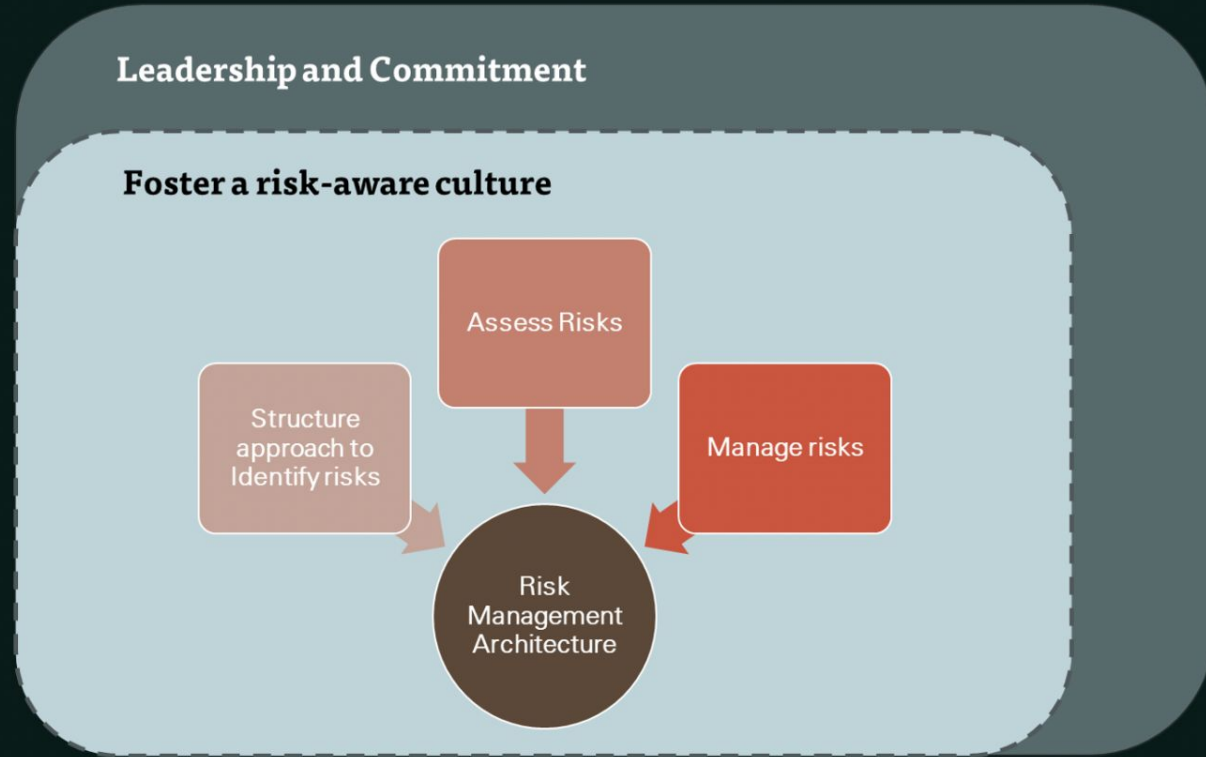 Leadership and Commitment
Foster a risk-aware culture
Assess Risks
Structure
approach to
Identify risks
Manage risks
Risk
Management
Architecture